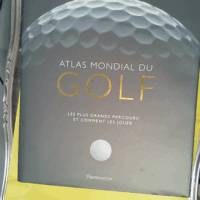 ATLAS MONDIAL DU
GOLF
LES PLUS GRANDS PARCOURS
ET COMMENT LES JOUER
Flammarion